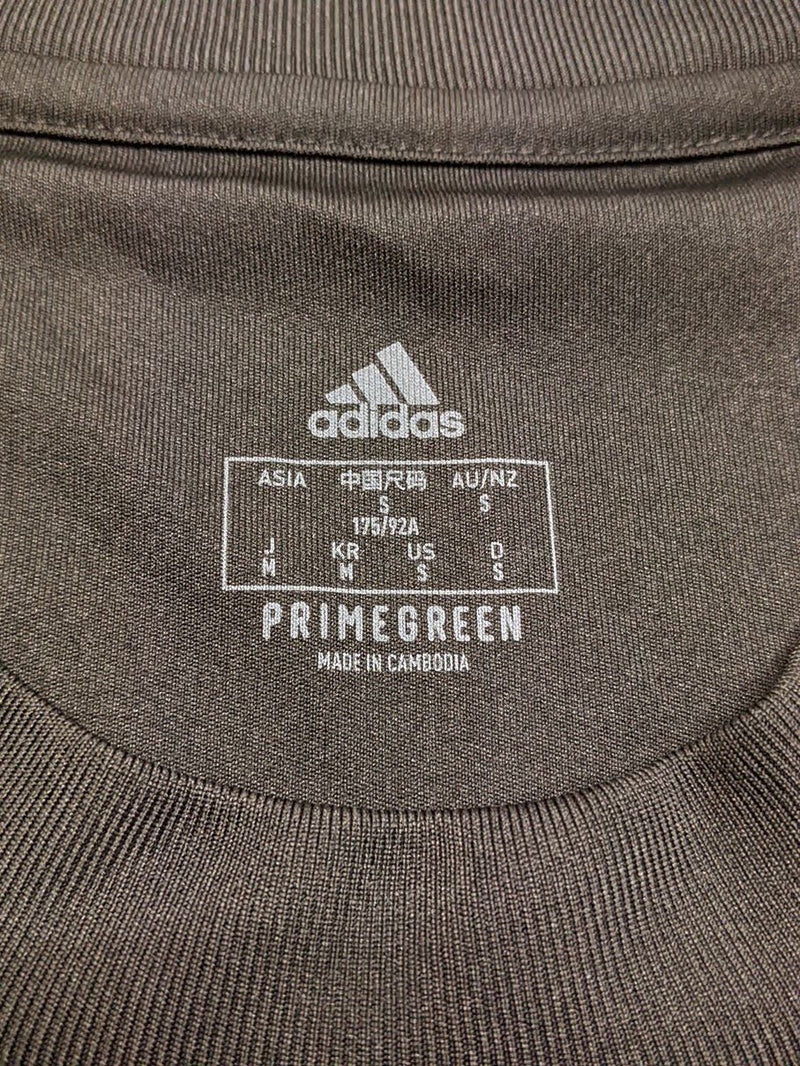 adidas
ASIA 中国尺码 AU/NZ
S S
175/92A
J KR US D
M M S S
PRIMEGREEN
MADE IN CAMBODIA